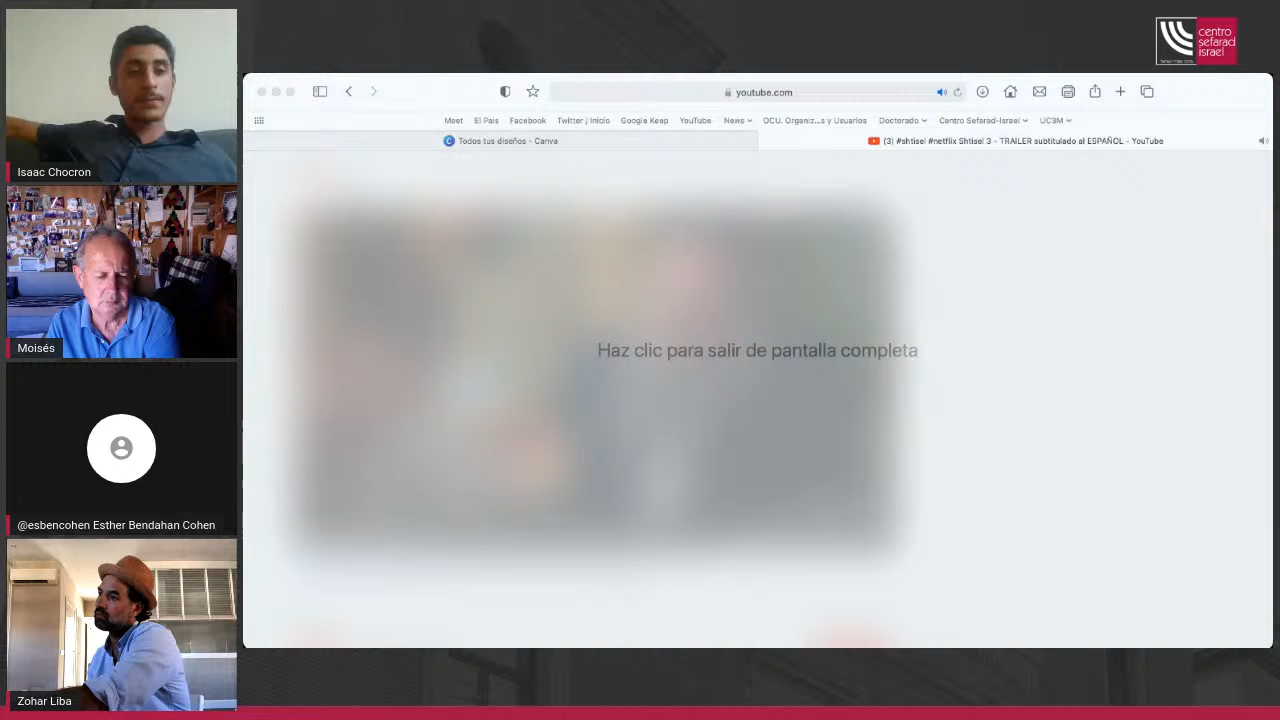 centro
sefarad
israel
youtube.com
Meet El País Facebook Twitter / Inicio Google Keep YouTube News OCU. Organiz...s y Usuarios Doctorado Centro Sefarad-Israel UC3M
Todos tus diseños - Canva
(3) #shtisel #netflix Shtisel 3 - TRAILER subtitulado al ESPAÑOL - YouTube
Haz clic para salir de pantalla completa
Isaac Chocron
Moisés
@esbencohen Esther Bendahan Cohen
Zohar Liba